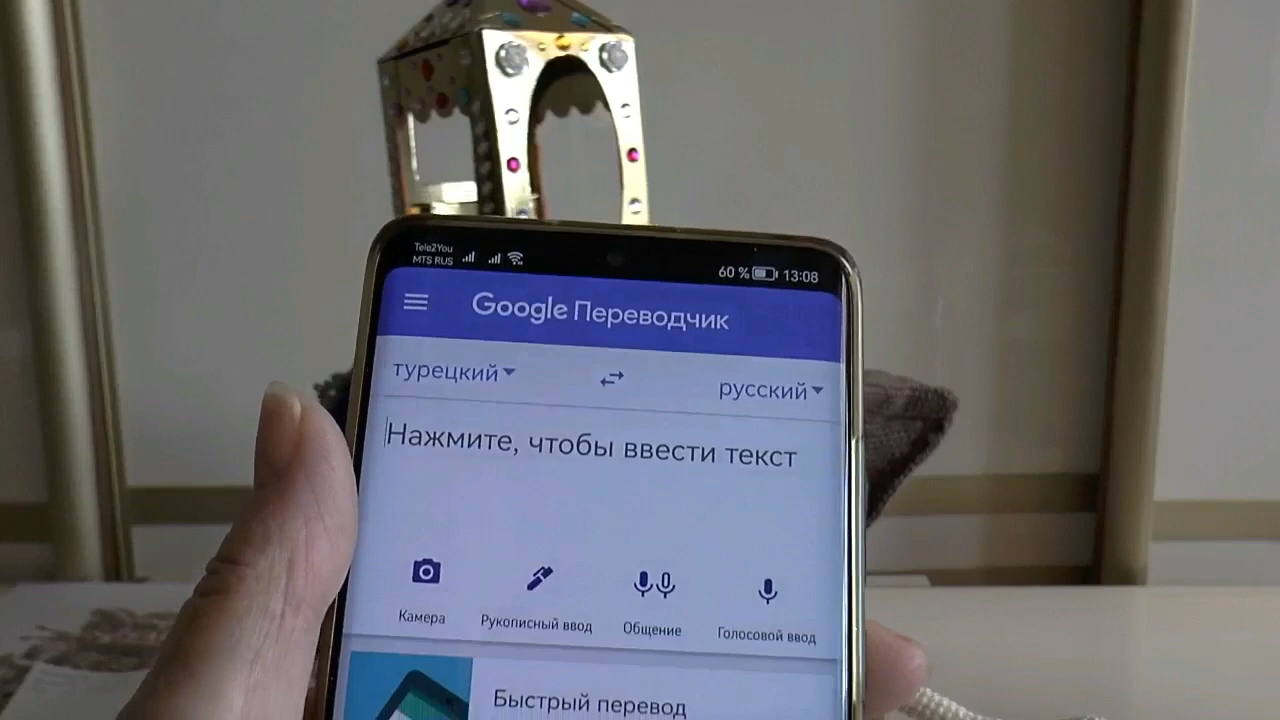 Tele2You
MTS RUS
60 % 13:08
Google Переводчик
турецкий русский
Нажмите, чтобы ввести текст
Камера Рукописный ввод Общение Голосовой ввод
Быстрый перевод